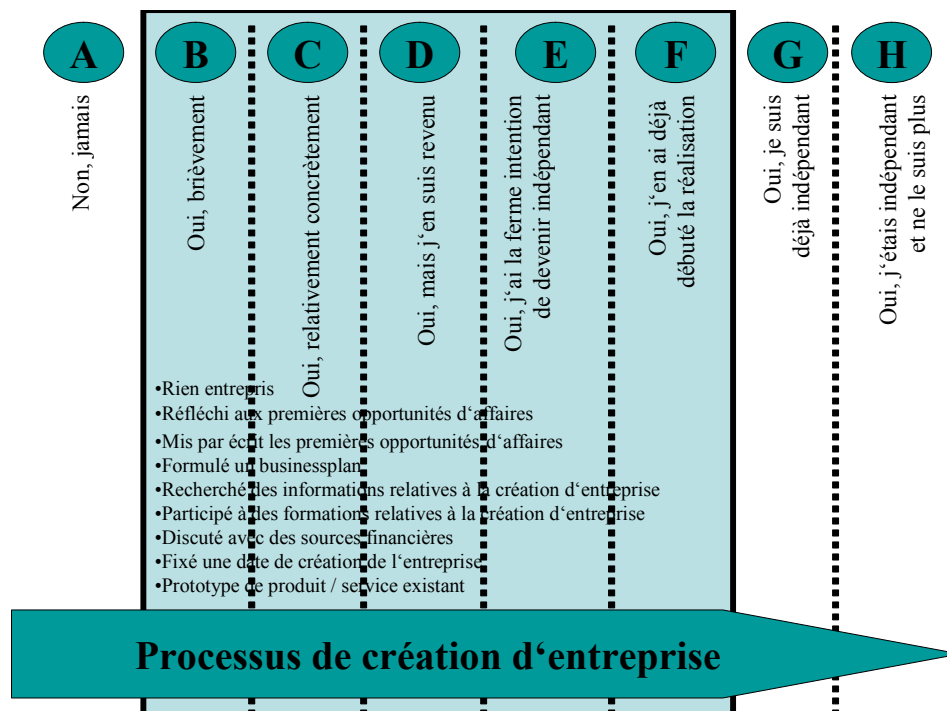 A
B
C
D
E
F
G
H
Non, jamais
Oui, brièvement
Oui, relativement concrètement
Oui, mais j‘en suis revenu
Oui, j‘ai la ferme intention
de devenir indépendant
Oui, j‘en ai déjà
débuté la réalisation
Oui, je suis
déjà indépendant
Oui, j‘étais indépendant
et ne le suis plus
•Rien entrepris
•Réfléchi aux premières opportunités d‘affaires
•Mis par écrit les premières opportunités d‘affaires
•Formulé un businessplan
•Recherché des informations relatives à la création d‘entreprise
•Participé à des formations relatives à la création d‘entreprise
•Discuté avec des sources financières
•Fixé une date de création de l‘entreprise
•Prototype de produit / service existant
Processus de création d‘entreprise